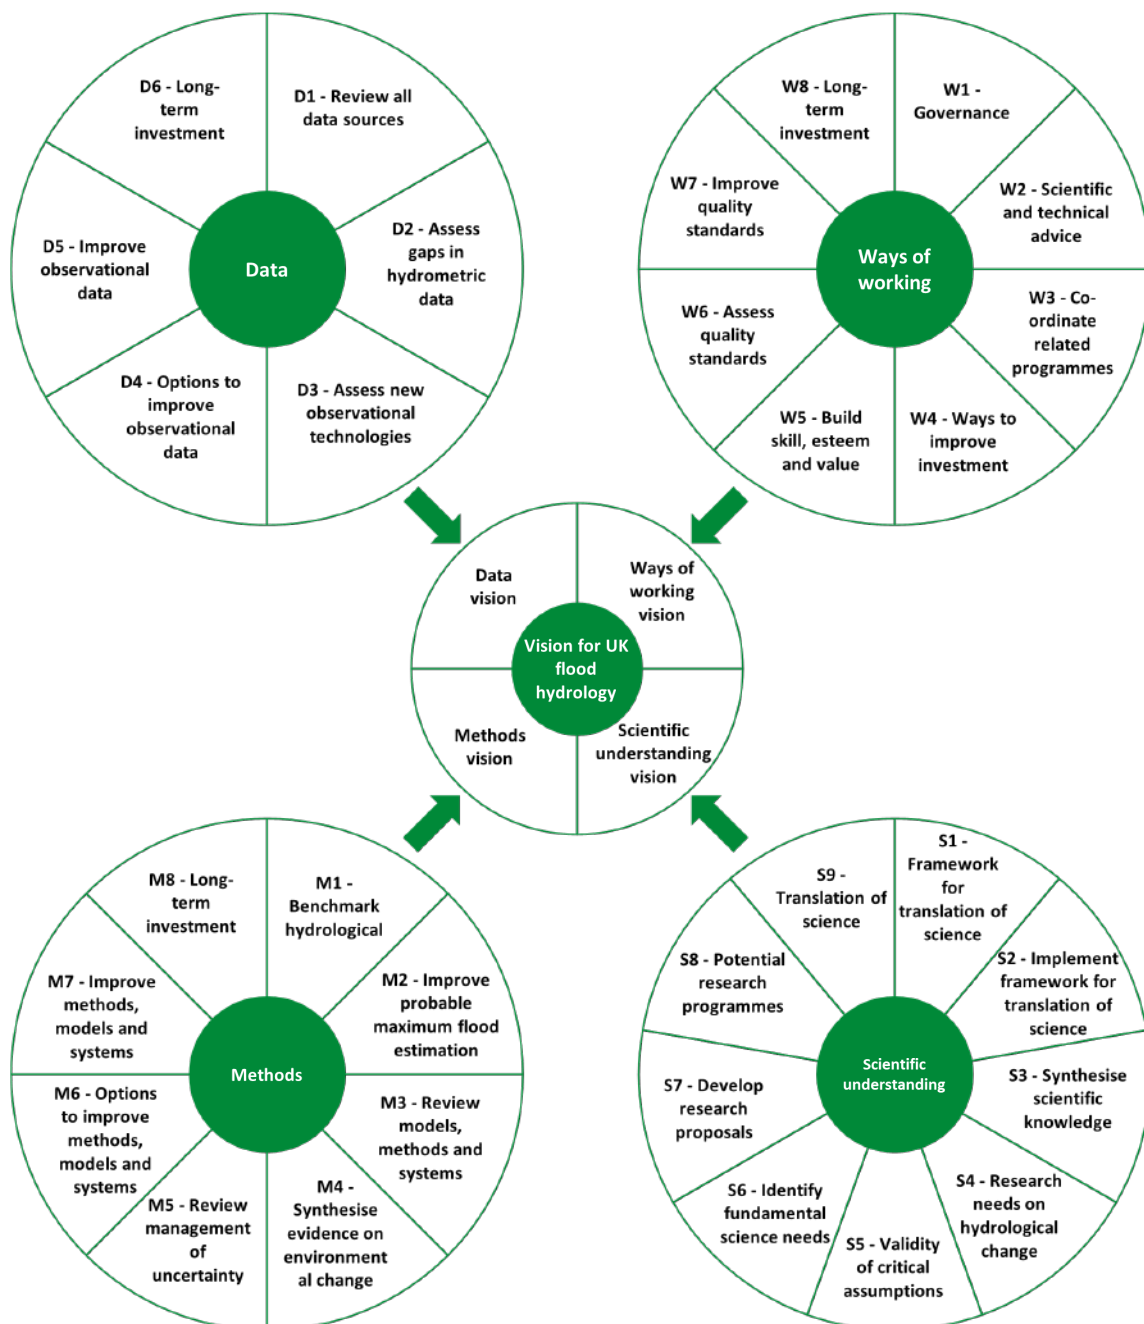 D6 - Long-
term
investment
D1 - Review all
data sources
D2 - Assess
gaps in
hydrometric
data
D3 - Assess new
observational
technologies
D4 - Options to
improve
observational
data
D5 - Improve
observational
data
Data
W8 - Long-
term
investment
W1 -
Governance
W2 - Scientific
and technical
advice
W3 - Co-
ordinate
related
programmes
W4 - Ways to
improve
investment
W5 - Build
skill, esteem
and value
W6 - Assess
quality
standards
W7 - Improve
quality
standards
Ways of
working
Data
vision
Ways of
working
vision
Vision for UK
flood
hydrology
Methods
vision
Scientific
understanding
vision
M8 - Long-
term
investment
M1 -
Benchmark
hydrological
M2 - Improve
probable
maximum flood
estimation
M3 - Review
models,
methods and
systems
M4 -
Synthesise
evidence on
environment
al change
M5 - Review
management
of
uncertainty
M6 - Options
to improve
methods,
models and
systems
M7 - Improve
methods,
models and
systems
Methods
S9 -
Translation of
science
S1 -
Framework
for
translation of
science
S2 - Implement
framework for
translation of
science
S3 - Synthesise
scientific
knowledge
S4 - Research
needs on
hydrological
change
S5 - Validity
of critical
assumptions
S6 - Identify
fundamental
science needs
S7 - Develop
research
proposals
S8 - Potential
research
programmes
Scientific
understanding